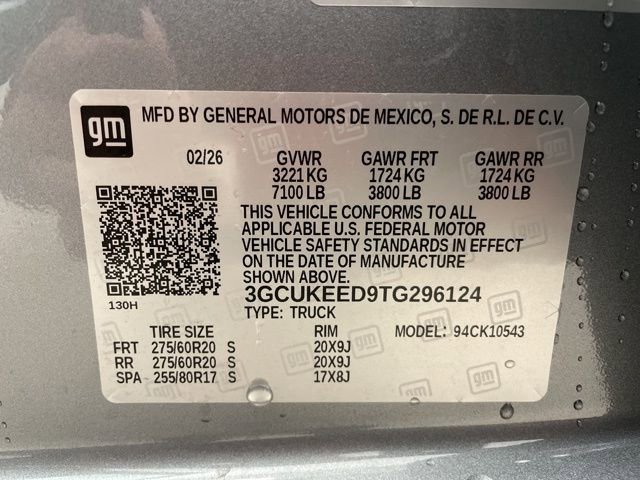 gm MFD BY GENERAL MOTORS DE MEXICO, S. DE R.L. DE C.V.
02/26 GVWR GAWR FRT GAWR RR
3221 KG 1724 KG 1724 KG
7100 LB 3800 LB 3800 LB
THIS VEHICLE CONFORMS TO ALL
APPLICABLE U.S. FEDERAL MOTOR
VEHICLE SAFETY STANDARDS IN EFFECT
ON THE DATE OF MANUFACTURE
SHOWN ABOVE.
130H
3GCUKEED9TG296124
TYPE: TRUCK
TIRE SIZE RIM MODEL: 94CK10543
FRT 275/60R20 S 20X9J
RR 275/60R20 S 20X9J
SPA 255/80R17 S 17X8J